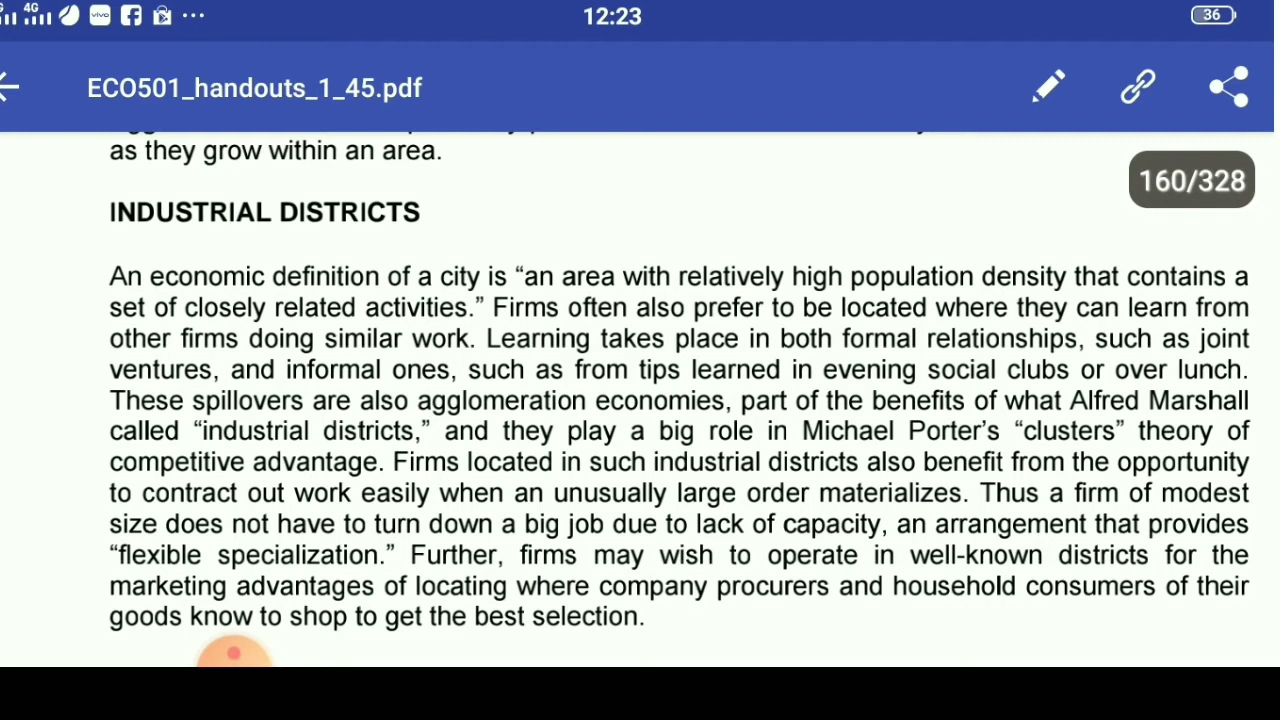 4G
12:23
36
vivo
ECO501_handouts_1_45.pdf
as they grow within an area.
160/328
INDUSTRIAL DISTRICTS
An economic definition of a city is “an area with relatively high population density that contains a
set of closely related activities.” Firms often also prefer to be located where they can learn from
other firms doing similar work. Learning takes place in both formal relationships, such as joint
ventures, and informal ones, such as from tips learned in evening social clubs or over lunch.
These spillovers are also agglomeration economies, part of the benefits of what Alfred Marshall
called “industrial districts,” and they play a big role in Michael Porter’s “clusters” theory of
competitive advantage. Firms located in such industrial districts also benefit from the opportunity
to contract out work easily when an unusually large order materializes. Thus a firm of modest
size does not have to turn down a big job due to lack of capacity, an arrangement that provides
“flexible specialization.” Further, firms may wish to operate in well-known districts for the
marketing advantages of locating where company procurers and household consumers of their
goods know to shop to get the best selection.